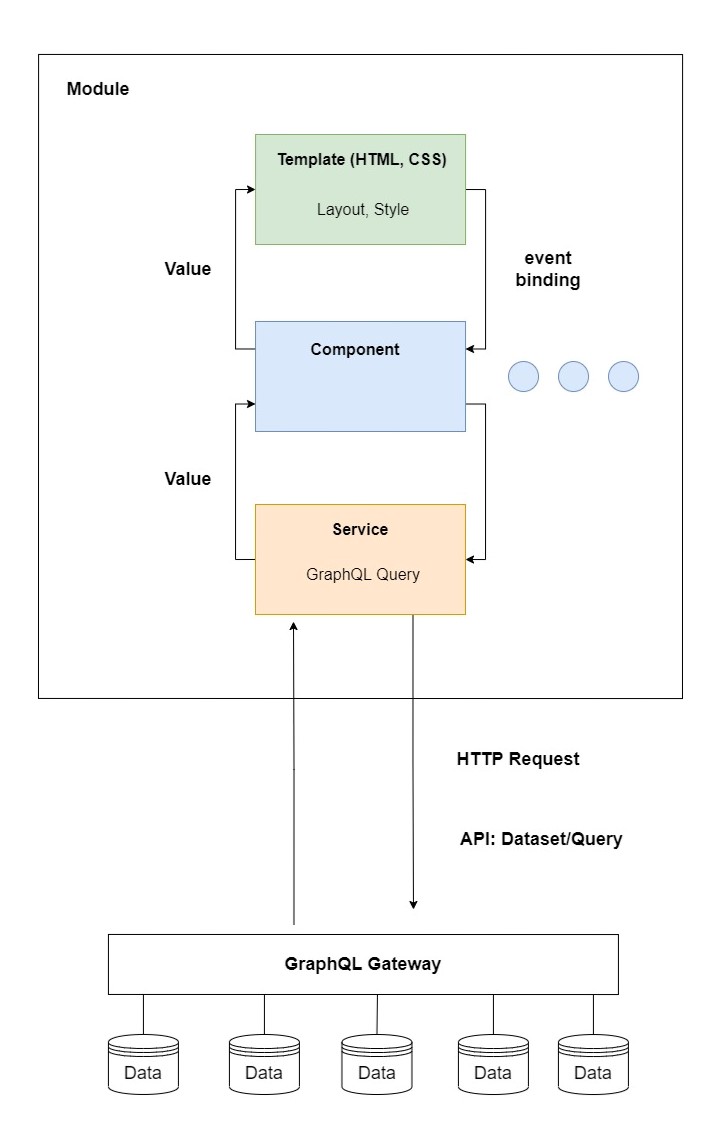 Module
Template (HTML, CSS)
Layout, Style
Value
event
binding
Component
Value
Service
GraphQL Query
HTTP Request
API: Dataset/Query
GraphQL Gateway
Data
Data
Data
Data
Data